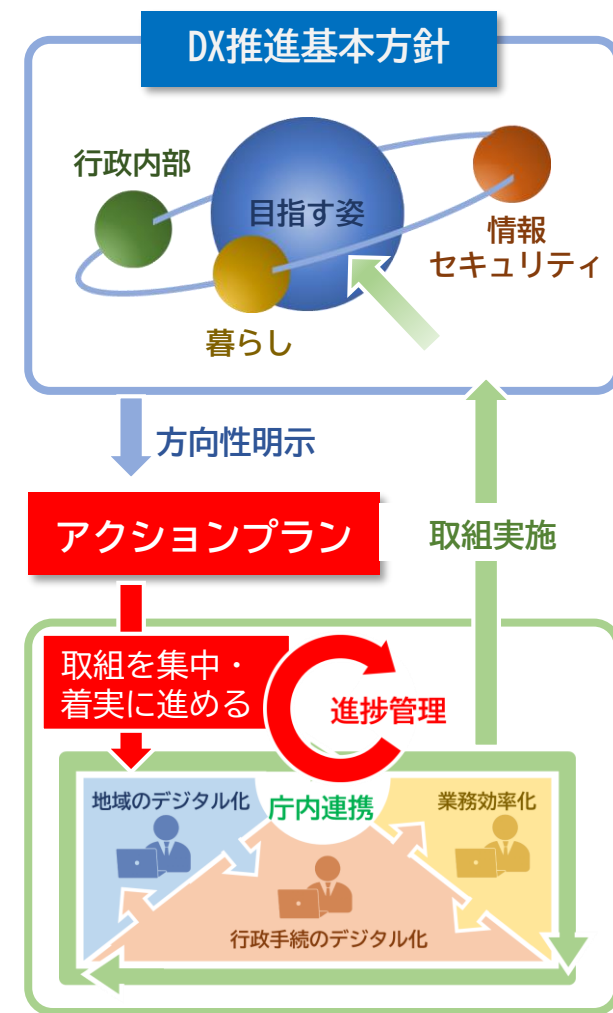 DX推進基本方針
行政内部
目指す姿
情報
セキュリティ
暮らし
方向性明示
アクションプラン
取組実施
取組を集中・
着実に進める
進捗管理
地域のデジタル化
庁内連携
業務効率化
行政手続のデジタル化